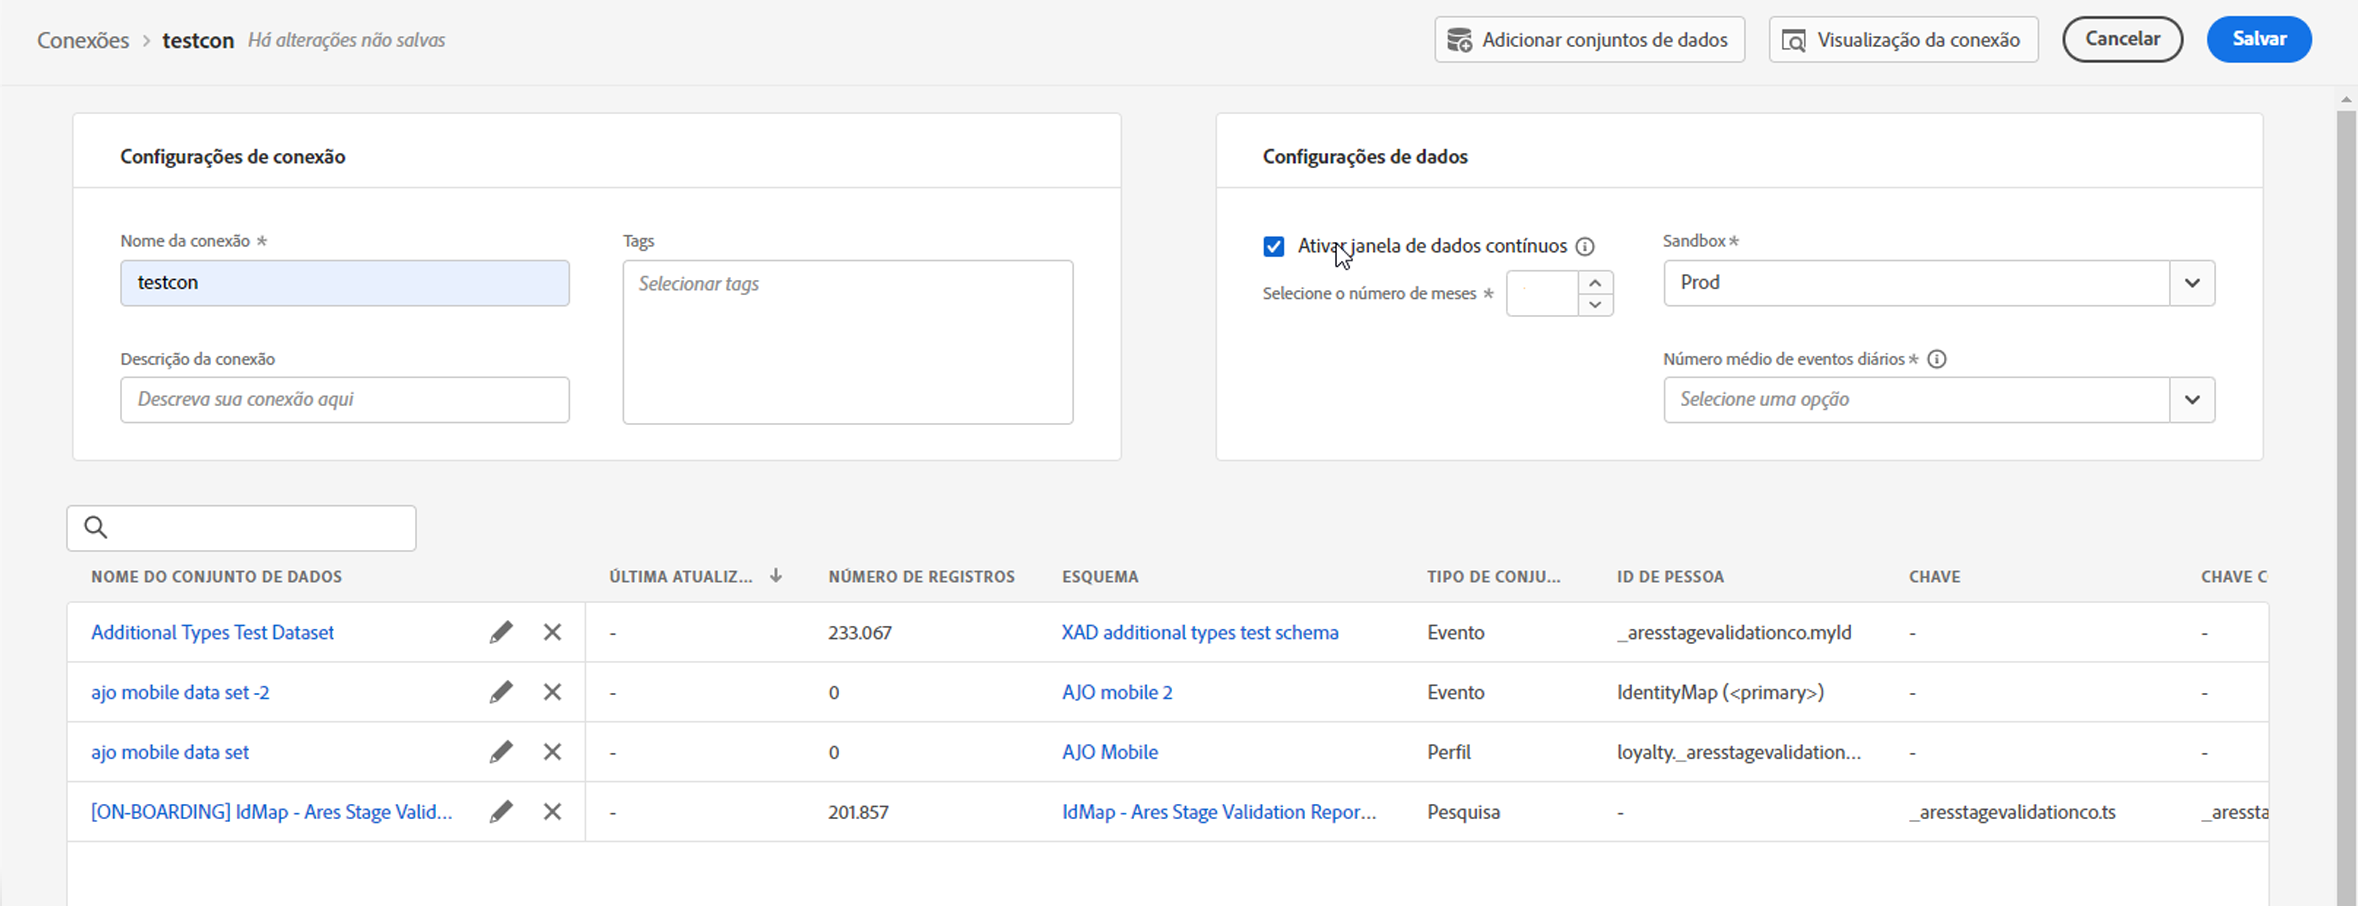 Conexões > testcon Há alterações não salvas
Adicionar conjuntos de dados
Visualização da conexão
Cancelar
Salvar
Configurações de conexão
Nome da conexão *
testcon
Descrição da conexão
Descreva sua conexão aqui
Tags
Selecionar tags
Configurações de dados
Ativar janela de dados contínuos
Selecione o número de meses *
Sandbox *
Prod
Número médio de eventos diários *
Selecione uma opção
NOME DO CONJUNTO DE DADOS ÚLTIMA ATUALIZ... NÚMERO DE REGISTROS ESQUEMA TIPO DE CONJU... ID DE PESSOA CHAVE CHAVE C
Additional Types Test Dataset - 233.067 XAD additional types test schema Evento _aresstagevalidationco.myId - -
ajo mobile data set -2 - 0 AJO mobile 2 Evento IdentityMap (<primary>) - -
ajo mobile data set - 0 AJO Mobile Perfil loyalty._aresstagevalidation... - -
[ON-BOARDING] IdMap - Ares Stage Valid... - 201.857 IdMap - Ares Stage Validation Repor... Pesquisa - _aresstagevalidationco.ts _aressta